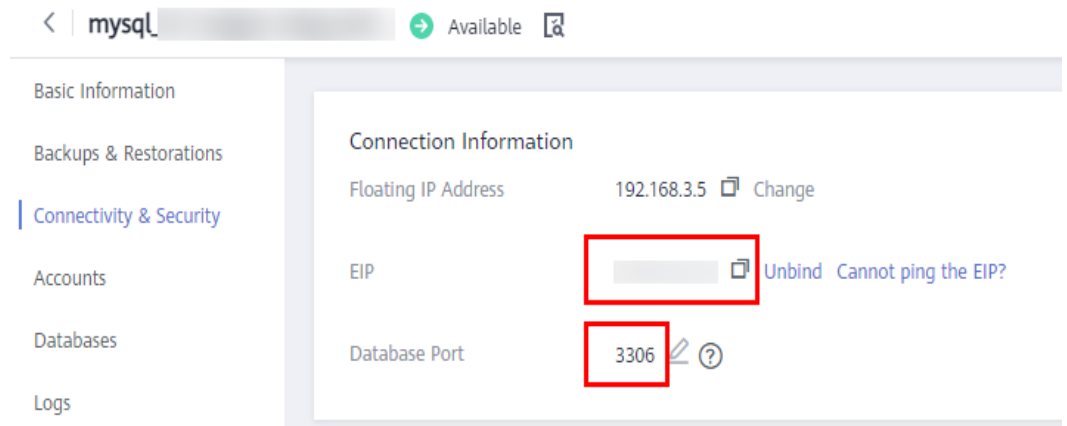 mysql_ Available
Basic Information
Backups & Restorations
Connectivity & Security
Accounts
Databases
Logs
Connection Information
Floating IP Address 192.168.3.5 Change
EIP Unbind Cannot ping the EIP?
Database Port 3306